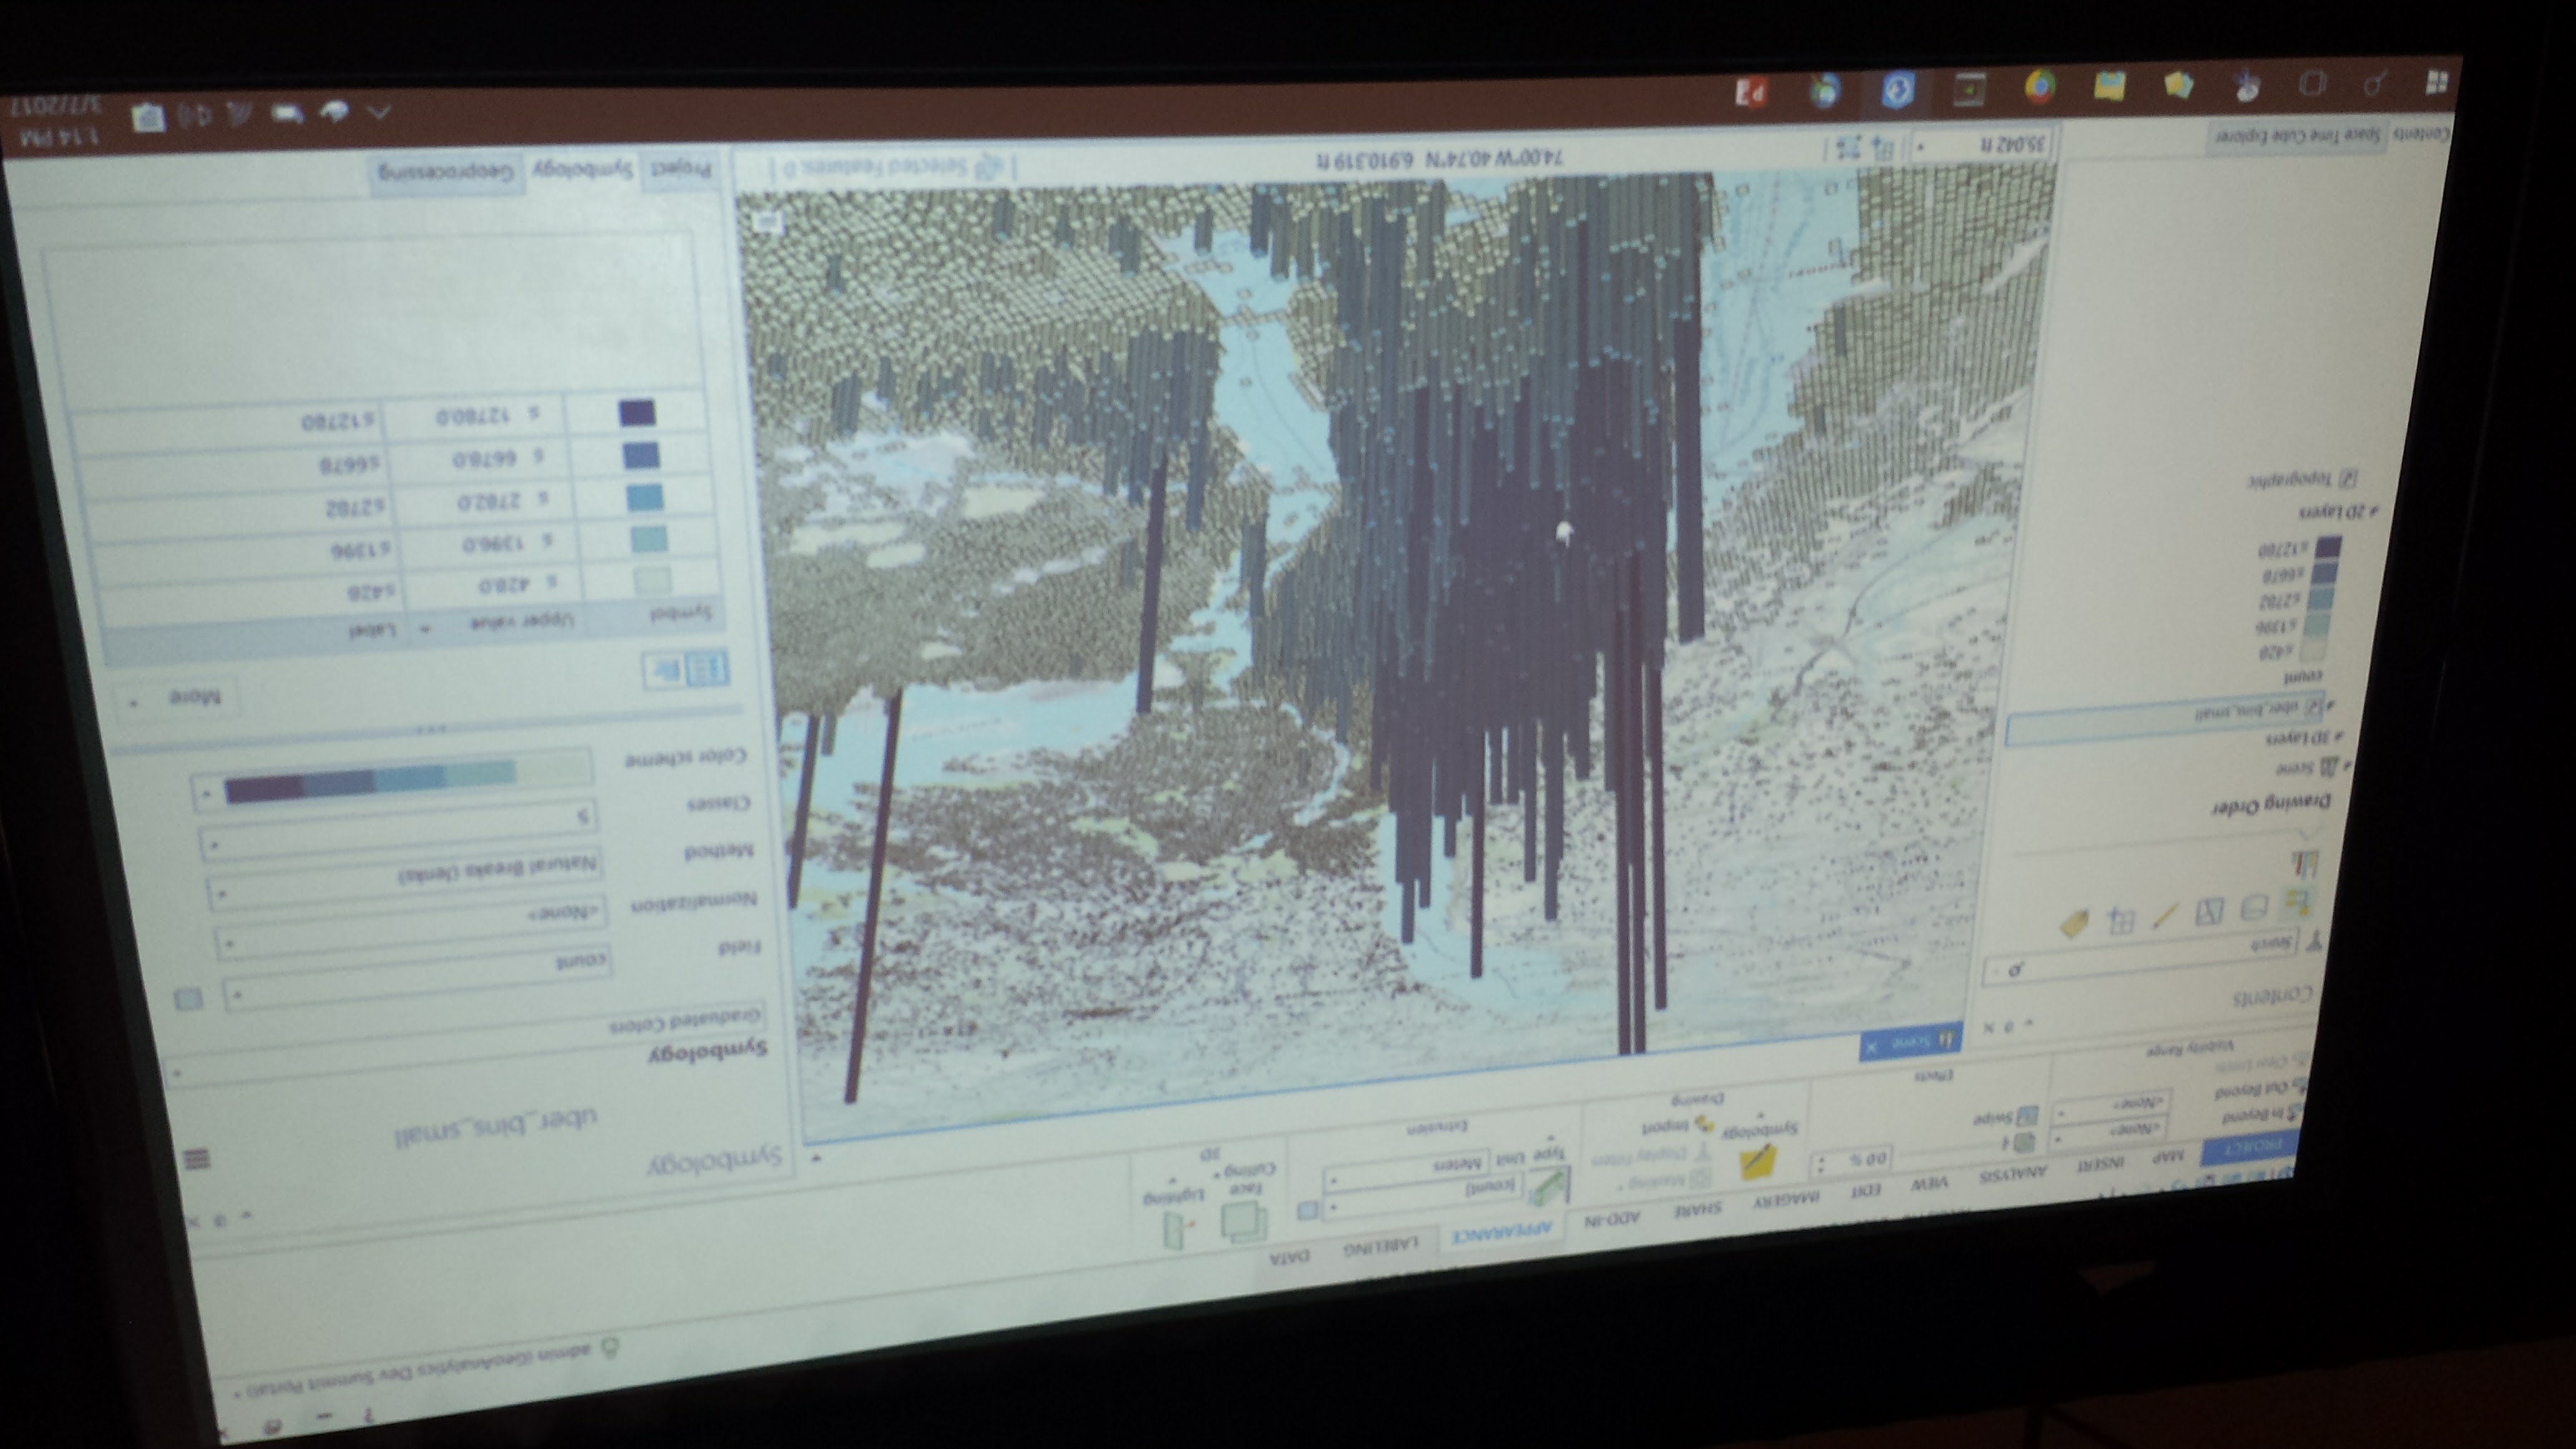 admin (GeoAnalytics Dev Summit Portal)
PROJECT MAP INSERT ANALYSIS VIEW EDIT IMAGERY SHARE ADD-IN APPEARANCE LABELING DATA
In Beyond <None>
Out Beyond <None>
Clear Limits
Visibility Range
0.0 %
Swipe
Effects
Symbology
Masking
Display Filters
Import
Drawing
Type
[count]
Unit Meters
Extrusion
Face Culling
Lighting
3D
Contents
Search
Drawing Order
Scene
3D Layers
uber_bins_small
count
≤428
≤1396
≤2782
≤6678
≤12780
2D Layers
Topographic
Contents Space Time Cube Explorer
Scene
35.042 ft
74.00°W 40.74°N 6.910.319 ft
Selected Features: 0
Symbology
uber_bins_small
Symbology
Graduated Colors
Field count
Normalization <None>
Method Natural Breaks (Jenks)
Classes 5
Color scheme
More
Symbol Upper value Label
≤ 428.0 ≤428
≤ 1396.0 ≤1396
≤ 2782.0 ≤2782
≤ 6678.0 ≤6678
≤ 12780.0 ≤12780
Project Symbology Geoprocessing
1:14 PM
3/7/2017